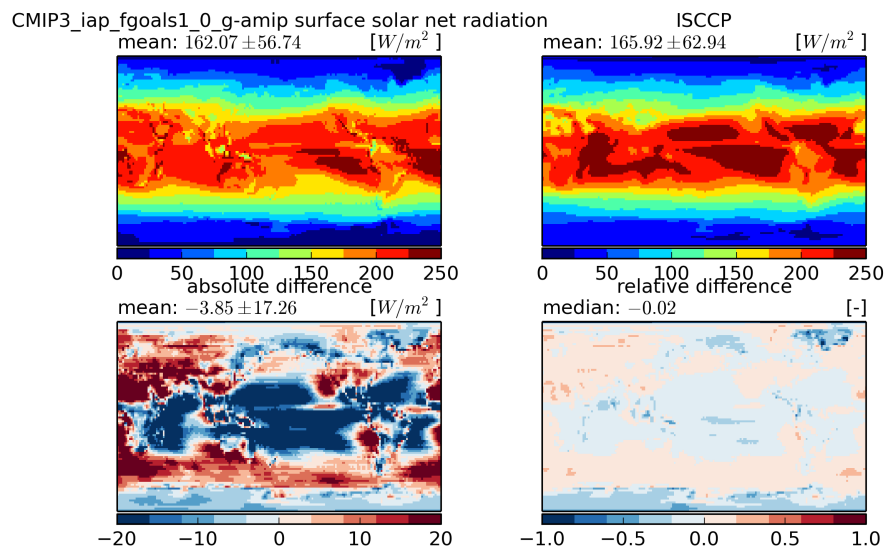 CMIP3_iap_fgoals1_0_g-amip surface solar net radiation
mean: 162.07 ±56.74 [W/m² ]
0 50 100 150 200 250
ISCCP
mean: 165.92 ±62.94 [W/m² ]
0 50 100 150 200 250
absolute difference
mean: −3.85 ±17.26 [W/m² ]
−20 −10 0 10 20
relative difference
median: −0.02 [-]
−1.0 −0.5 0.0 0.5 1.0